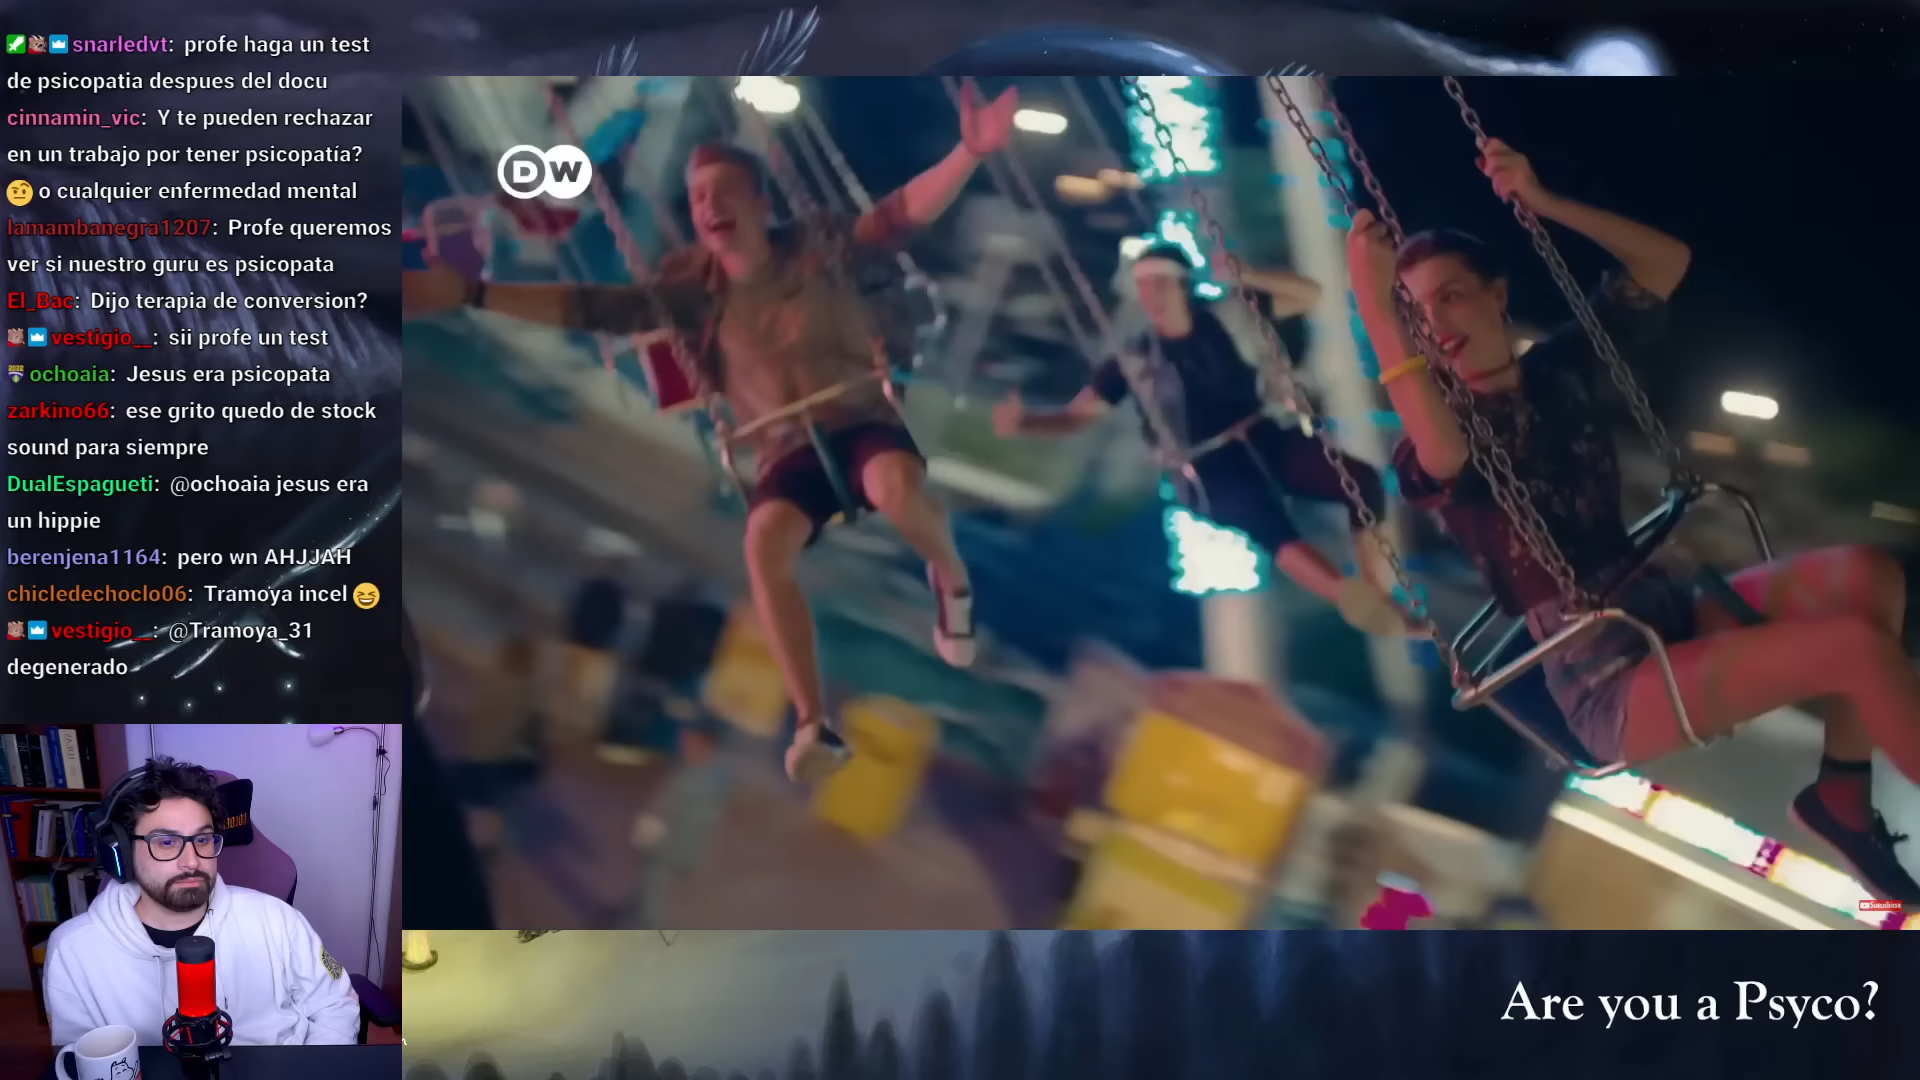 snarledvt: profe haga un test
de psicopatia despues del docu
cinnamin_vic: Y te pueden rechazar
en un trabajo por tener psicopatía?
🤨 o cualquier enfermedad mental
lamambanegra1207: Profe queremos
ver si nuestro guru es psicopata
El_Bac: Dijo terapia de conversion?
vestigio__: sii profe un test
ochoaia: Jesus era psicopata
zarkino66: ese grito quedo de stock
sound para siempre
DualEspagueti: @ochoaia jesus era
un hippie
berenjena1164: pero wn AHJJAH
chicledechoclo06: Tramoya incel 😆
vestigio__: @Tramoya_31
degenerado
DW
Suscribirse
Are you a Psyco?